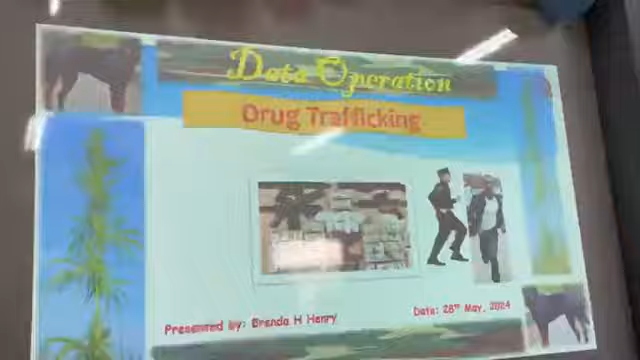 Data Operation
Drug Trafficking
Presented by: Brenda H Henry
Date: 28th May, 2024